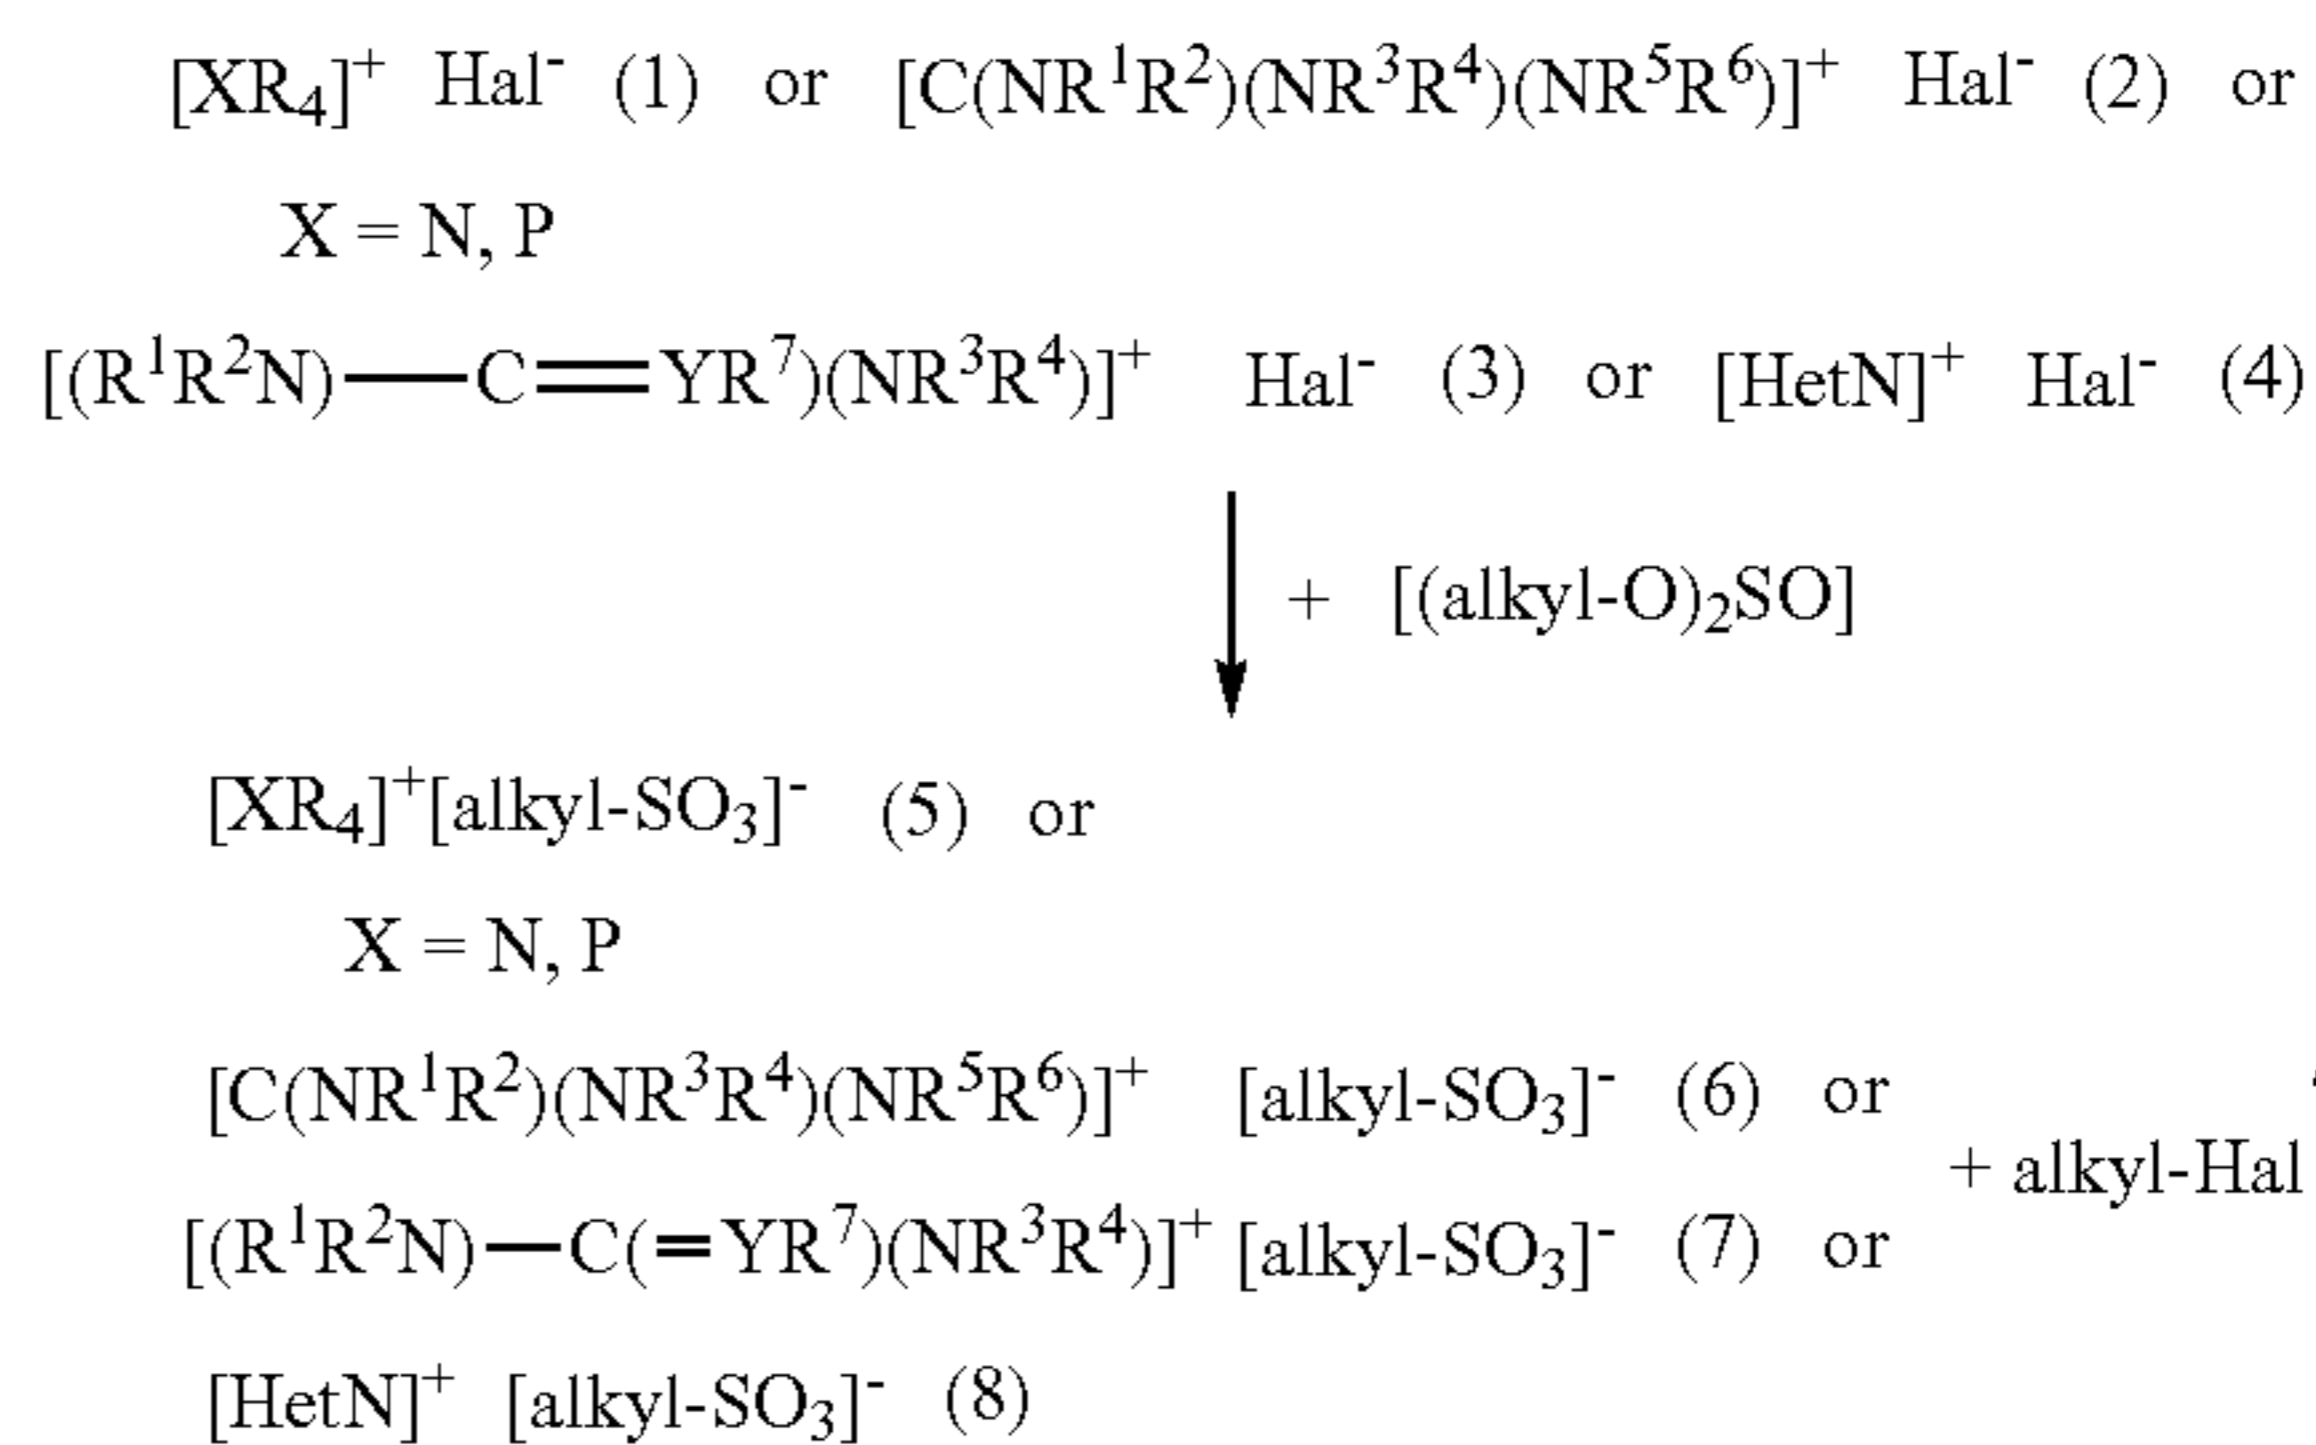 [XR₄]⁺ Hal⁻ (1) or [C(NR¹R²)(NR³R⁴)(NR⁵R⁶)]⁺ Hal⁻ (2) or
X = N, P
[(R¹R²N)—C=YR⁷)(NR³R⁴)]⁺ Hal⁻ (3) or [HetN]⁺ Hal⁻ (4)
+ [(alkyl-O)₂SO]
[XR₄]⁺[alkyl-SO₃]⁻ (5) or
X = N, P
[C(NR¹R²)(NR³R⁴)(NR⁵R⁶)]⁺ [alkyl-SO₃]⁻ (6) or
+ alkyl-Hal
[(R¹R²N)—C(=YR⁷)(NR³R⁴)]⁺ [alkyl-SO₃]⁻ (7) or
[HetN]⁺ [alkyl-SO₃]⁻ (8)